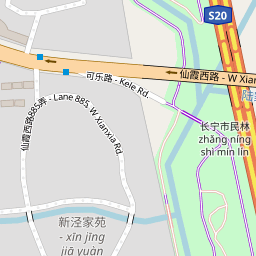 S20
仙霞西路 - W Xian
可乐路 - Kele Rd.
仙霞西路885弄 - Lane 885, W Xianxia Rd.
长宁市民林
zhǎng níng
shì mín lín
新泾家苑
- xīn jīng
jiā yuàn